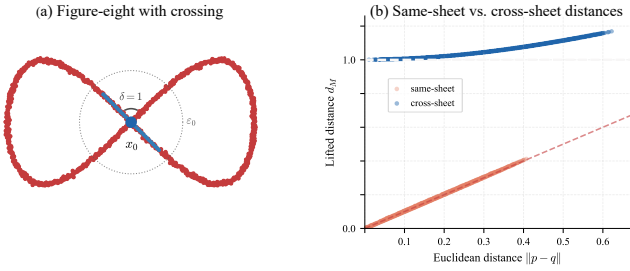 (a) Figure-eight with crossing
δ = 1
ε₀
x₀
(b) Same-sheet vs. cross-sheet distances
Lifted distance d_M
1.0
0.0
same-sheet
cross-sheet
0.1 0.2 0.3 0.4 0.5 0.6
Euclidean distance ‖p − q‖